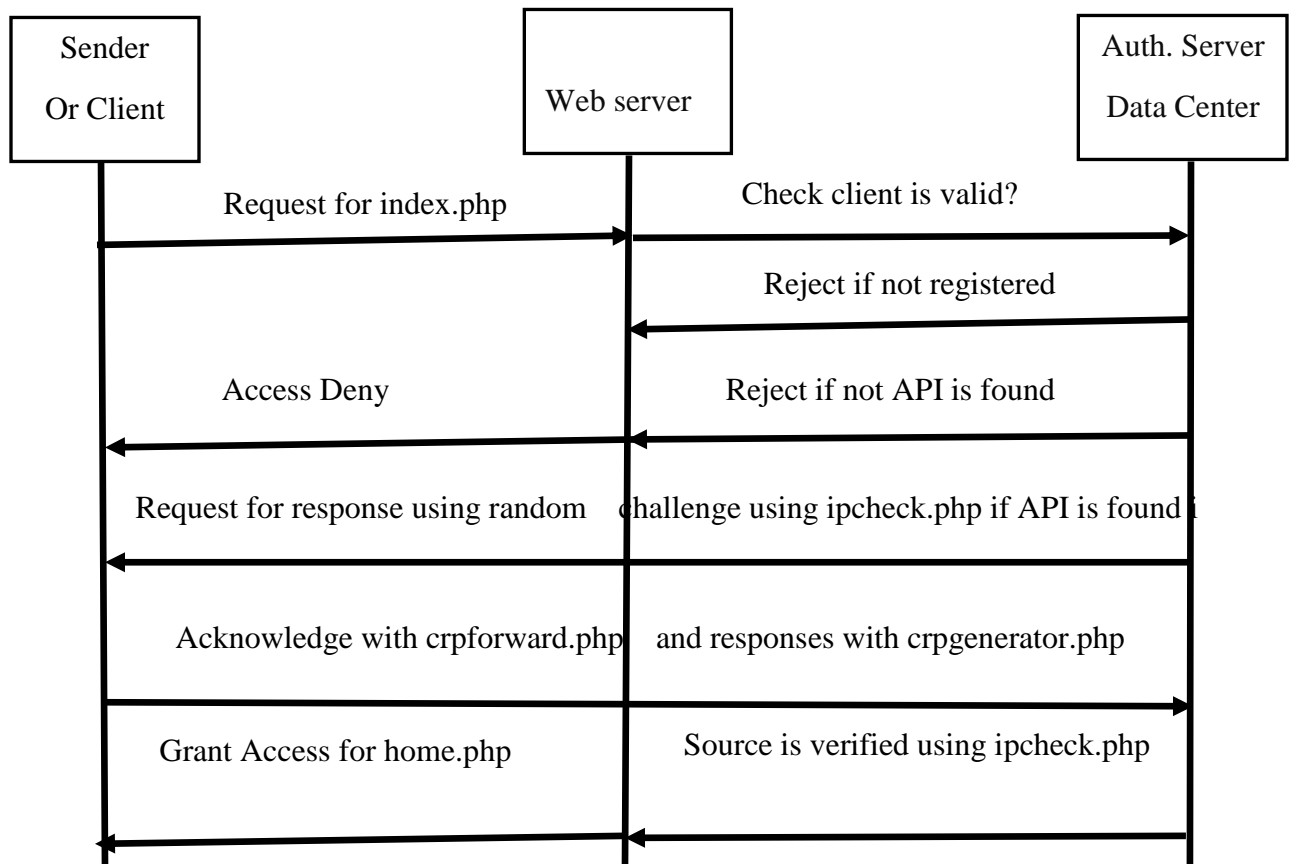 Sender
Or Client
Web server
Auth. Server
Data Center
Request for index.php
Check client is valid?
Reject if not registered
Access Deny
Reject if not API is found
Request for response using random challenge using ipcheck.php if API is found i
Acknowledge with crpforward.php and responses with crpgenerator.php
Grant Access for home.php
Source is verified using ipcheck.php